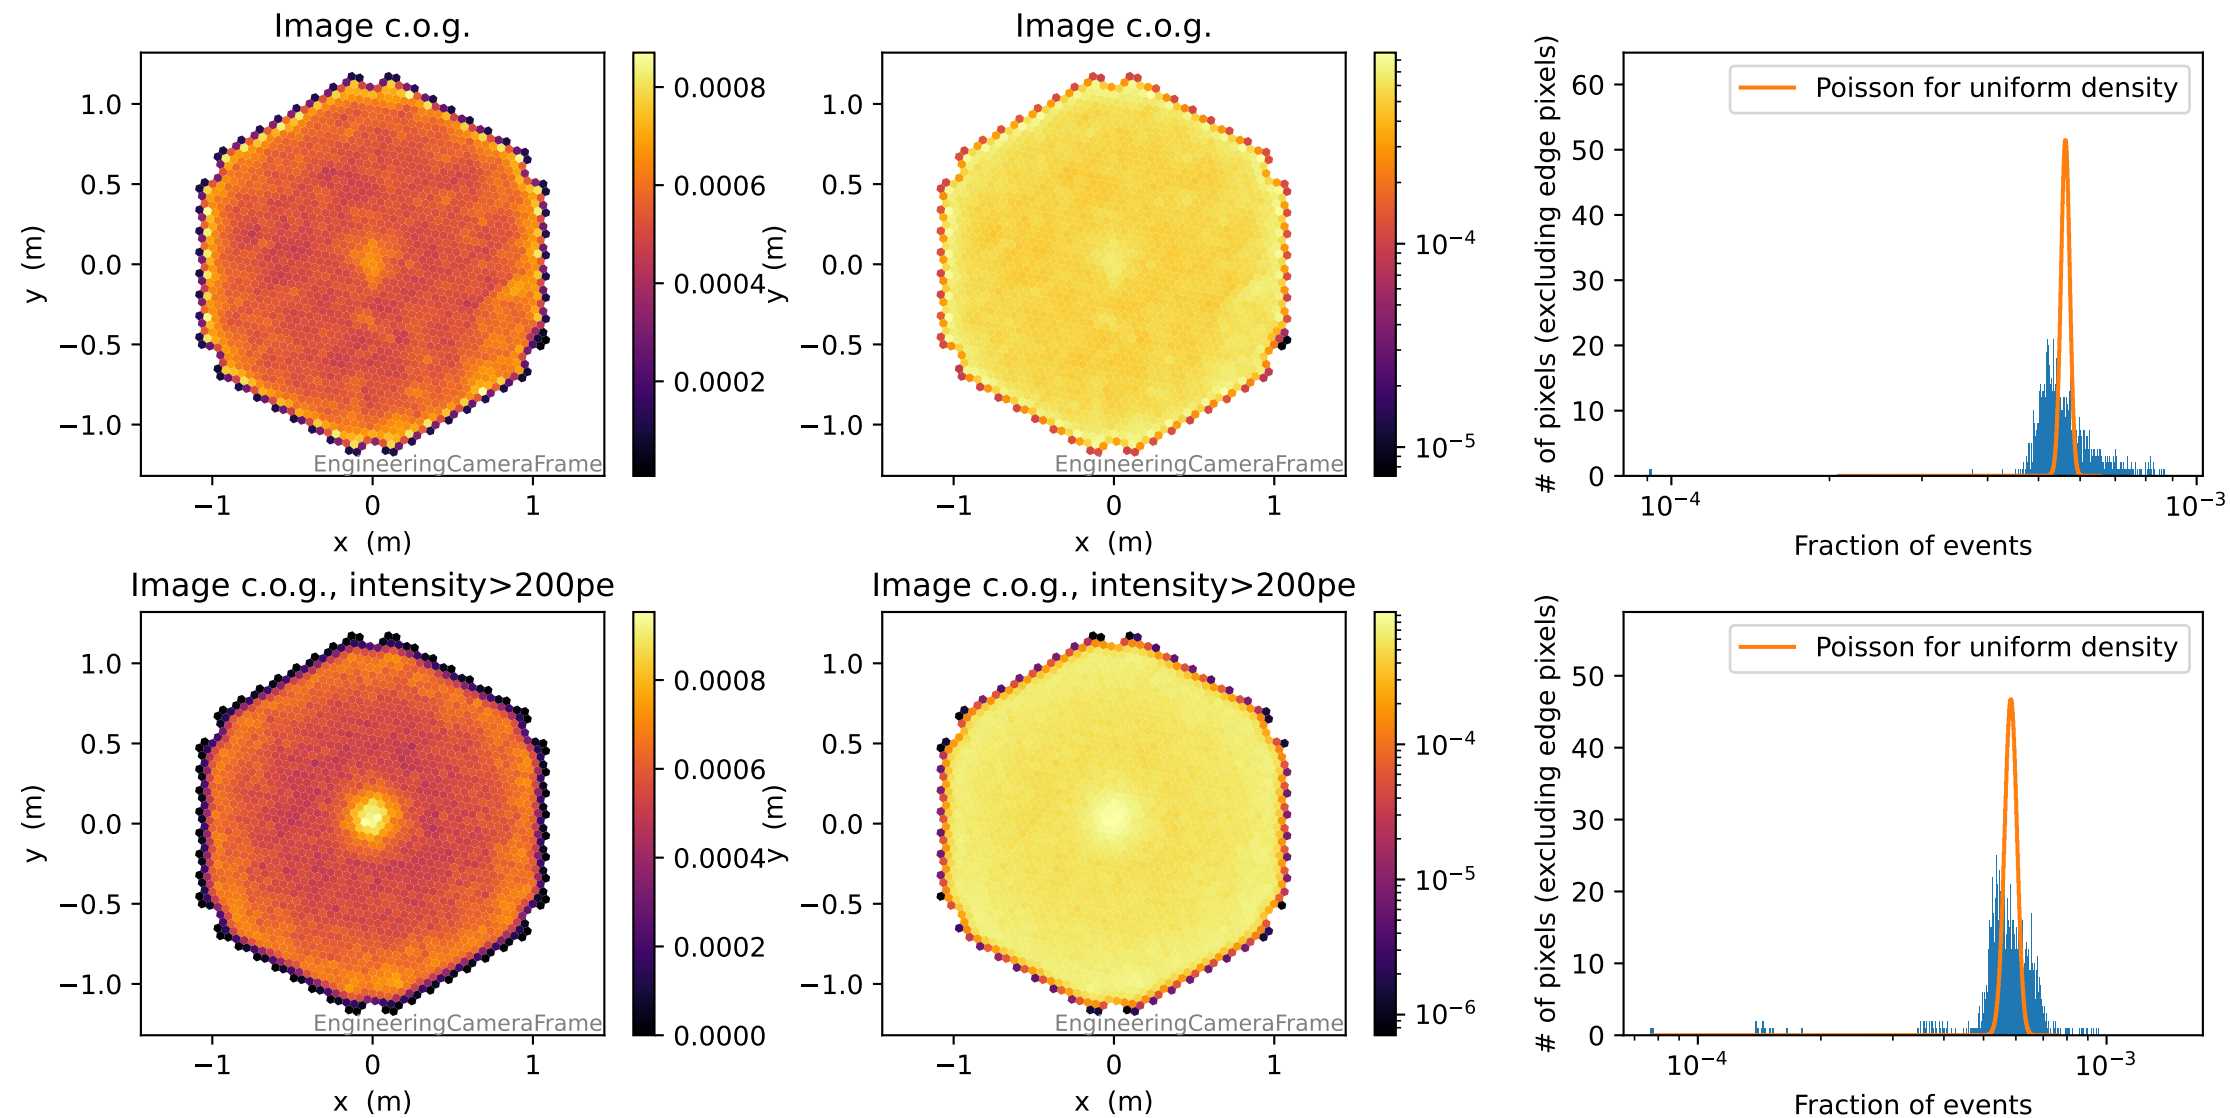 Image c.o.g.
1.0
0.5
0.0
−0.5
−1.0
y (m)
−1
0
1
x (m)
EngineeringCameraFrame
0.0008
0.0006
0.0004
0.0002
Image c.o.g.
1.0
0.5
0.0
−0.5
−1.0
y (m)
−1
0
1
x (m)
EngineeringCameraFrame
10⁻⁴
10⁻⁵
Poisson for uniform density
# of pixels (excluding edge pixels)
60
50
40
30
20
10
0
10⁻⁴
10⁻³
Fraction of events
Image c.o.g., intensity>200pe
1.0
0.5
0.0
−0.5
−1.0
y (m)
−1
0
1
x (m)
EngineeringCameraFrame
0.0008
0.0006
0.0004
0.0002
0.0000
Image c.o.g., intensity>200pe
1.0
0.5
0.0
−0.5
−1.0
y (m)
−1
0
1
x (m)
EngineeringCameraFrame
10⁻⁴
10⁻⁵
10⁻⁶
Poisson for uniform density
# of pixels (excluding edge pixels)
50
40
30
20
10
0
10⁻⁴
10⁻³
Fraction of events